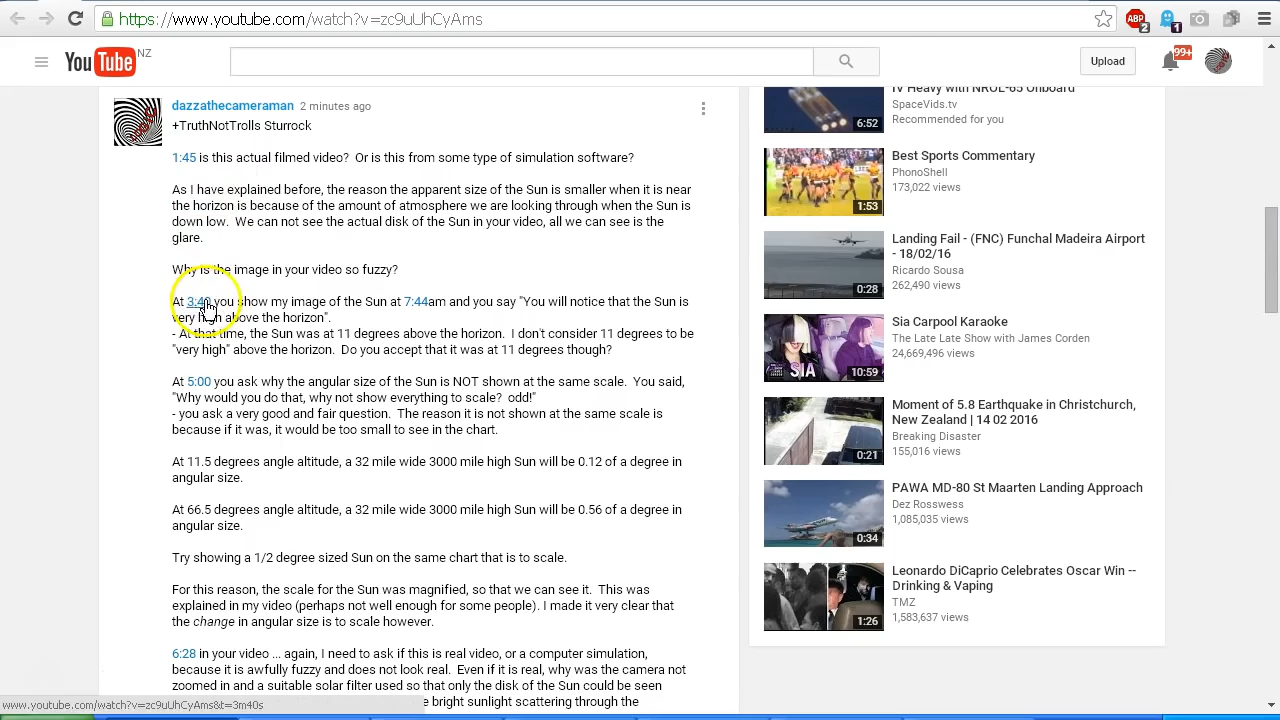 https://www.youtube.com/watch?v=zc9uUhCyAms
ABP
2
1
You Tube NZ
Upload
99+
dazzathecameraman 2 minutes ago
+TruthNotTrolls Sturrock
1:45 is this actual filmed video? Or is this from some type of simulation software?
As I have explained before, the reason the apparent size of the Sun is smaller when it is near
the horizon is because of the amount of atmosphere we are looking through when the Sun is
down low. We can not see the actual disk of the Sun in your video, all we can see is the
glare.
Why is the image in your video so fuzzy?
At 3:40 you show my image of the Sun at 7:44am and you say "You will notice that the Sun is
very high above the horizon".
- At that time, the Sun was at 11 degrees above the horizon. I don't consider 11 degrees to be
"very high" above the horizon. Do you accept that it was at 11 degrees though?
At 5:00 you ask why the angular size of the Sun is NOT shown at the same scale. You said,
"Why would you do that, why not show everything to scale? odd!"
- you ask a very good and fair question. The reason it is not shown at the same scale is
because if it was, it would be too small to see in the chart.
At 11.5 degrees angle altitude, a 32 mile wide 3000 mile high Sun will be 0.12 of a degree in
angular size.
At 66.5 degrees angle altitude, a 32 mile wide 3000 mile high Sun will be 0.56 of a degree in
angular size.
Try showing a 1/2 degree sized Sun on the same chart that is to scale.
For this reason, the scale for the Sun was magnified, so that we can see it. This was
explained in my video (perhaps not well enough for some people). I made it very clear that
the change in angular size is to scale however.
6:28 in your video ... again, I need to ask if this is real video, or a computer simulation,
because it is awfully fuzzy and does not look real. Even if it is real, why was the camera not
zoomed in and a suitable solar filter used so that only the disk of the Sun could be seen
bright sunlight scattering through the
www.youtube.com/watch?v=zc9uUhCyAms&t=3m40s
IV Heavy with NROL-65 Onboard
SpaceVids.tv
Recommended for you
6:52
Best Sports Commentary
PhonoShell
173,022 views
1:53
Landing Fail - (FNC) Funchal Madeira Airport
- 18/02/16
Ricardo Sousa
262,490 views
0:28
Sia Carpool Karaoke
The Late Late Show with James Corden
24,669,496 views
SIA
10:59
Moment of 5.8 Earthquake in Christchurch,
New Zealand | 14 02 2016
Breaking Disaster
155,016 views
0:21
PAWA MD-80 St Maarten Landing Approach
Dez Rosswess
1,085,035 views
0:34
Leonardo DiCaprio Celebrates Oscar Win --
Drinking & Vaping
TMZ
1,583,637 views
1:26